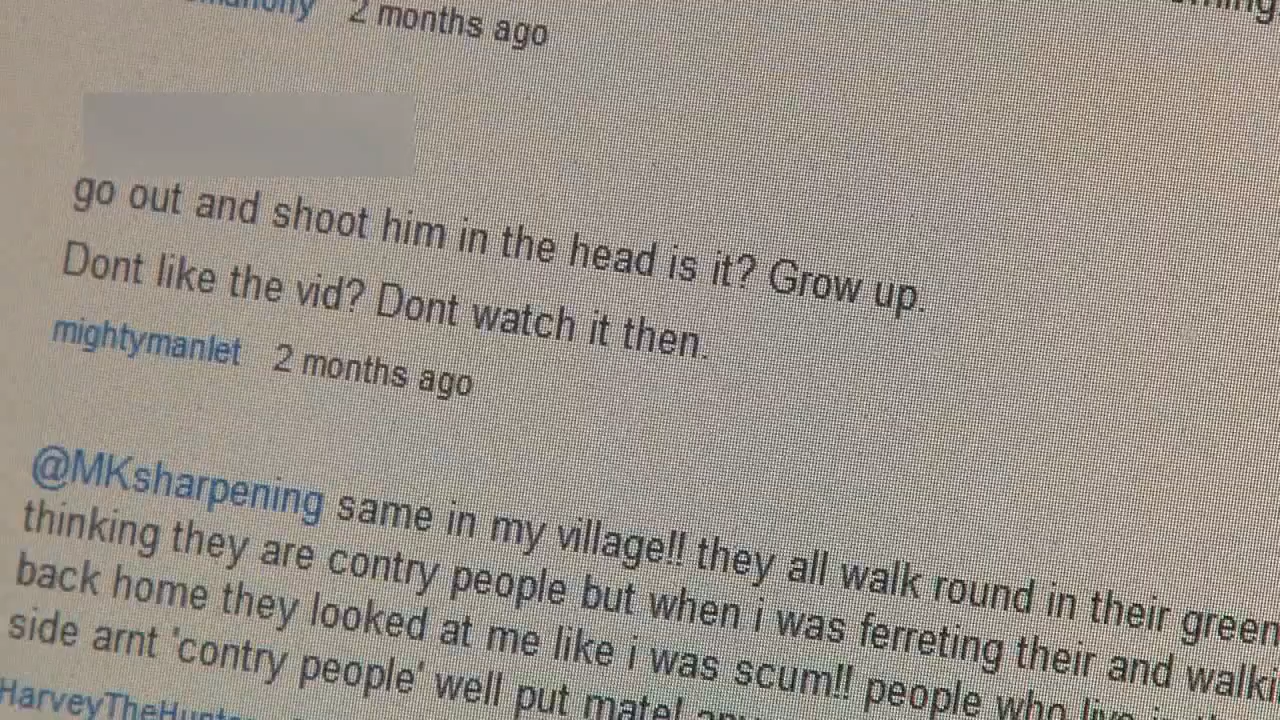 2 months ago
go out and shoot him in the head is it? Grow up.
Dont like the vid? Dont watch it then.
mightymanlet 2 months ago
@MKsharpening same in my village!! they all walk round in their green
thinking they are contry people but when i was ferreting their and walki
back home they looked at me like i was scum!! people who live
side arnt 'contry people' well put mate!